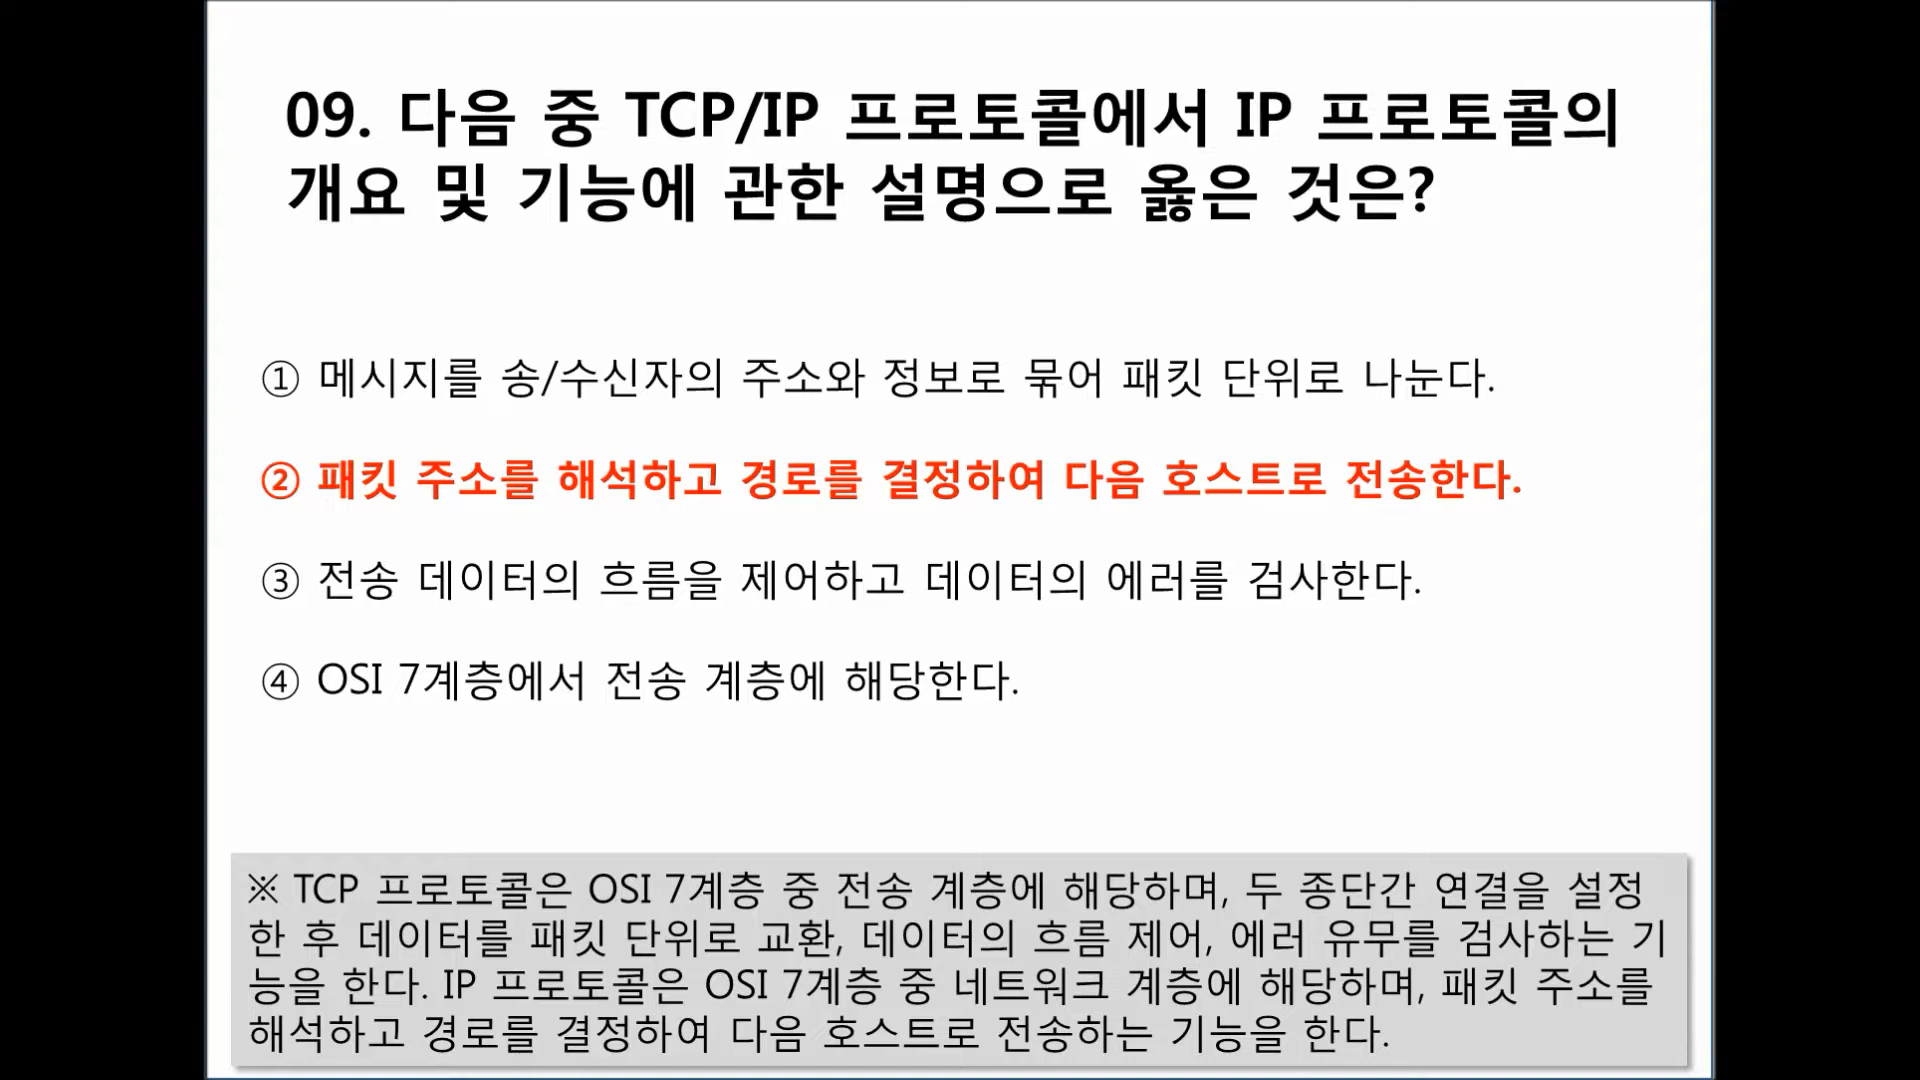 09. 다음 중 TCP/IP 프로토콜에서 IP 프로토콜의
개요 및 기능에 관한 설명으로 옳은 것은?
① 메시지를 송/수신자의 주소와 정보로 묶어 패킷 단위로 나눈다.
② 패킷 주소를 해석하고 경로를 결정하여 다음 호스트로 전송한다.
③ 전송 데이터의 흐름을 제어하고 데이터의 에러를 검사한다.
④ OSI 7계층에서 전송 계층에 해당한다.
※ TCP 프로토콜은 OSI 7계층 중 전송 계층에 해당하며, 두 종단간 연결을 설정
한 후 데이터를 패킷 단위로 교환, 데이터의 흐름 제어, 에러 유무를 검사하는 기
능을 한다. IP 프로토콜은 OSI 7계층 중 네트워크 계층에 해당하며, 패킷 주소를
해석하고 경로를 결정하여 다음 호스트로 전송하는 기능을 한다.